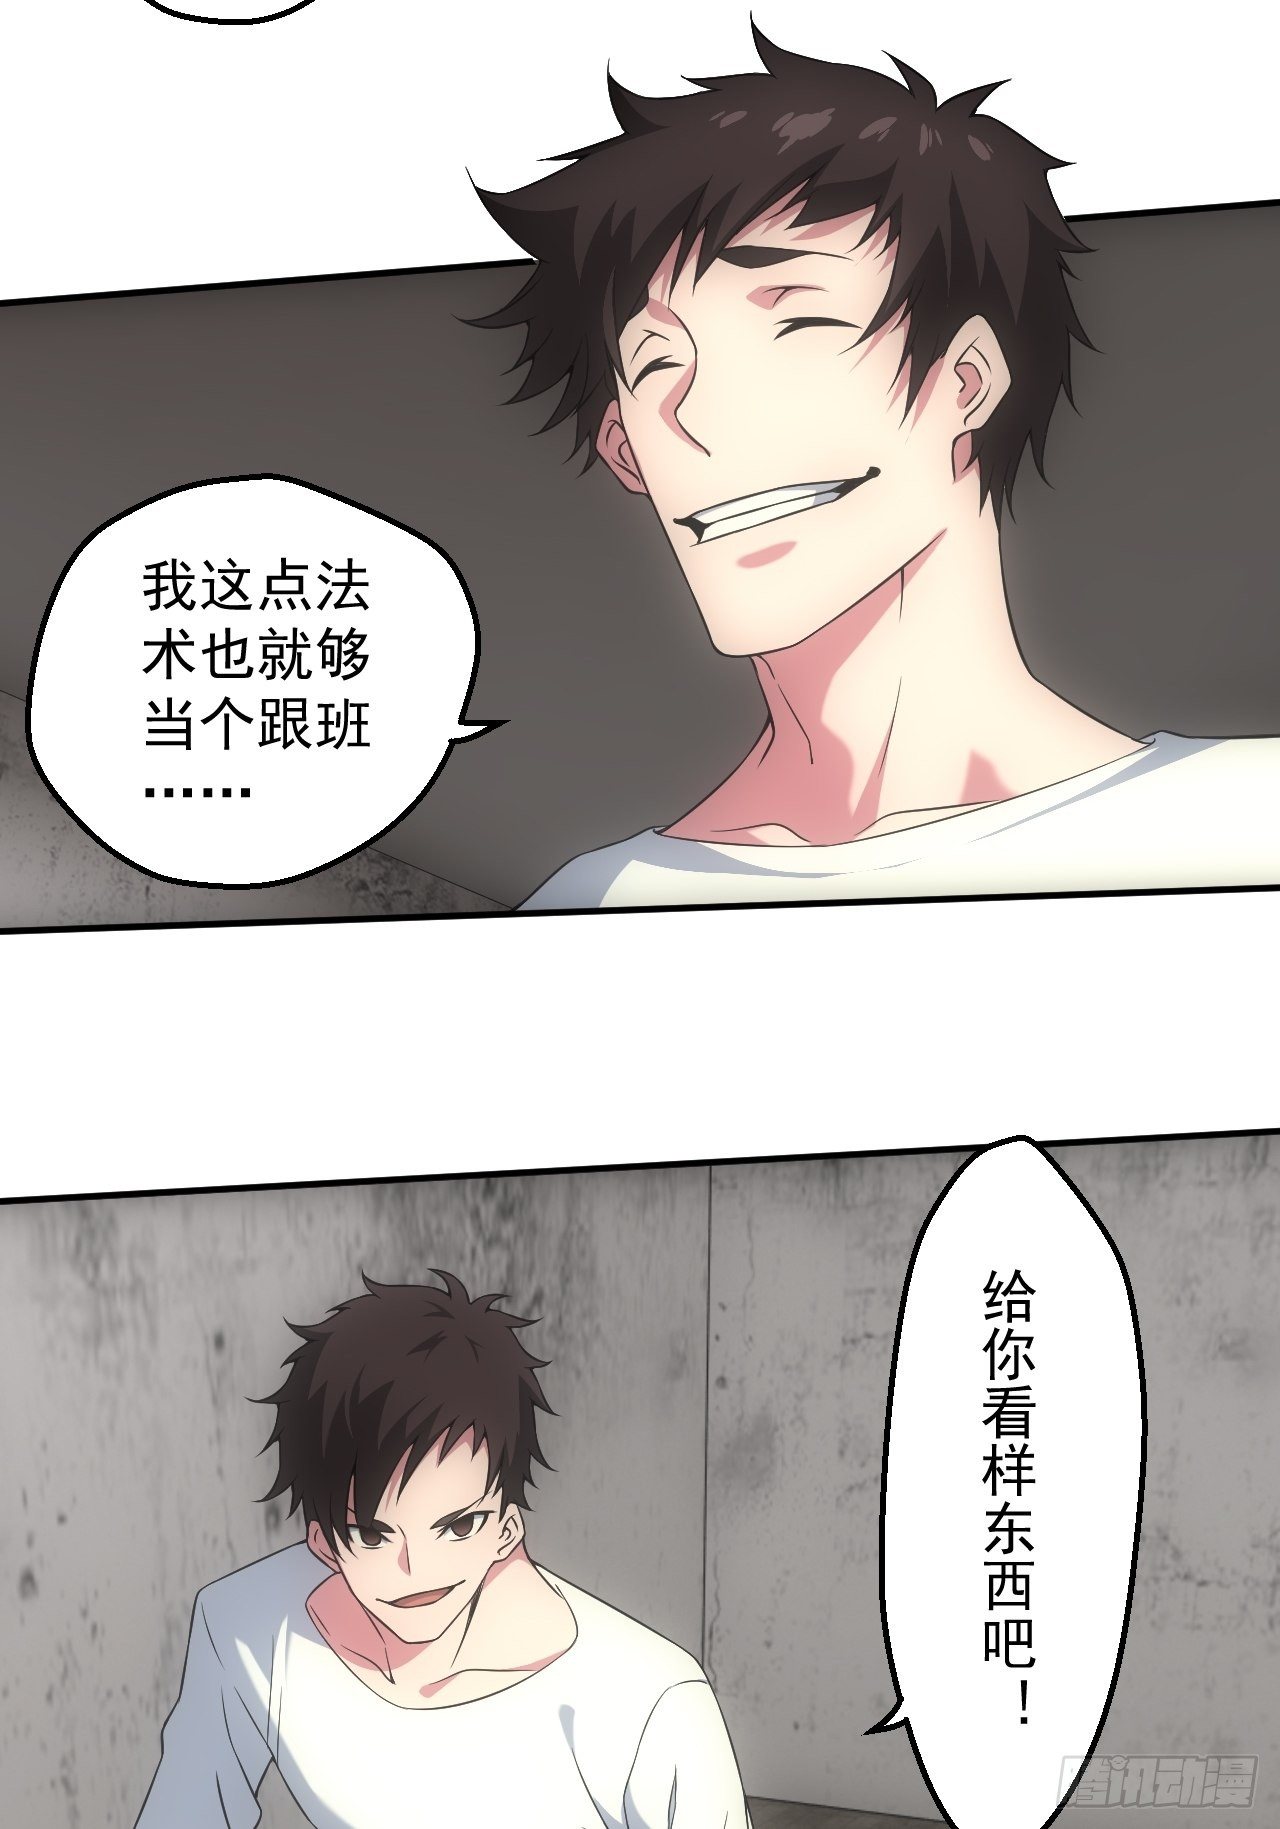 我这点法
术也就够
当个跟班
……
给你看样东西吧！
腾讯动漫